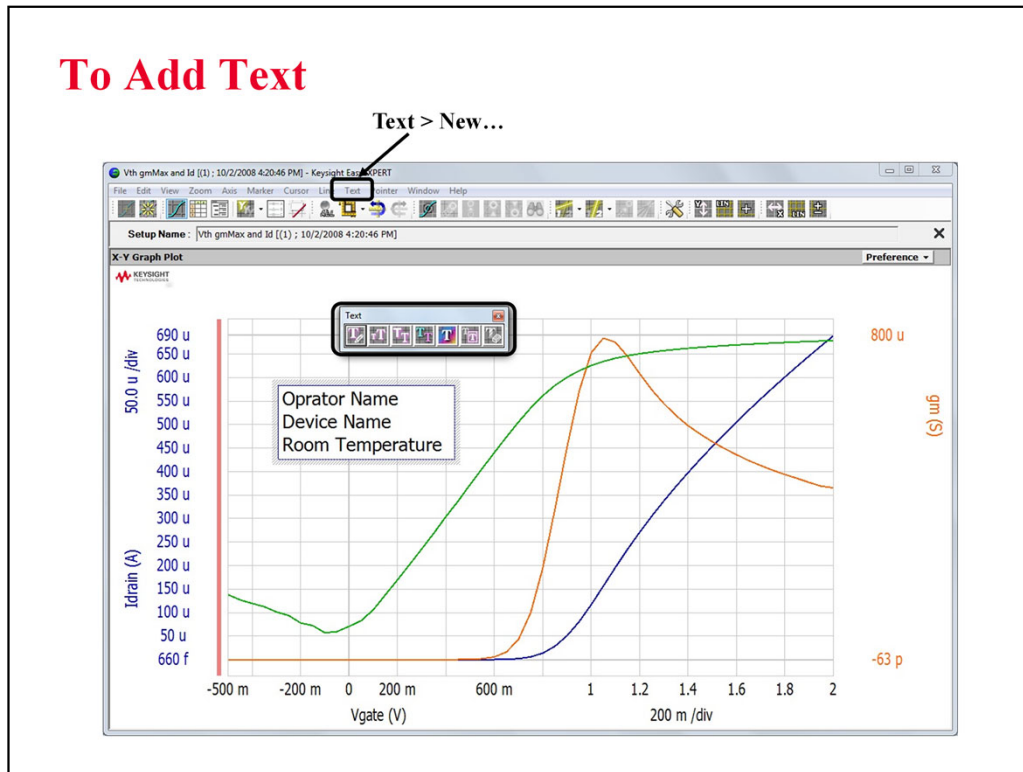 To Add Text
Text > New…
Vth gmMax and Id [(1) ; 10/2/2008 4:20:46 PM] - Keysight EasyEXPERT
File Edit View Zoom Axis Marker Cursor Line Text Pointer Window Help
Setup Name : Vth gmMax and Id [(1) ; 10/2/2008 4:20:46 PM]
X-Y Graph Plot Preference
KEYSIGHT
TECHNOLOGIES
Text
690 u
650 u
600 u
550 u
500 u
450 u
400 u
350 u
300 u
250 u
200 u
150 u
100 u
50 u
660 f
50.0 u /div
Idrain (A)
Oprator Name
Device Name
Room Temperature
800 u
gm (S)
-63 p
-500 m -200 m 0 200 m 600 m 1 1.2 1.4 1.6 1.8 2
Vgate (V) 200 m /div